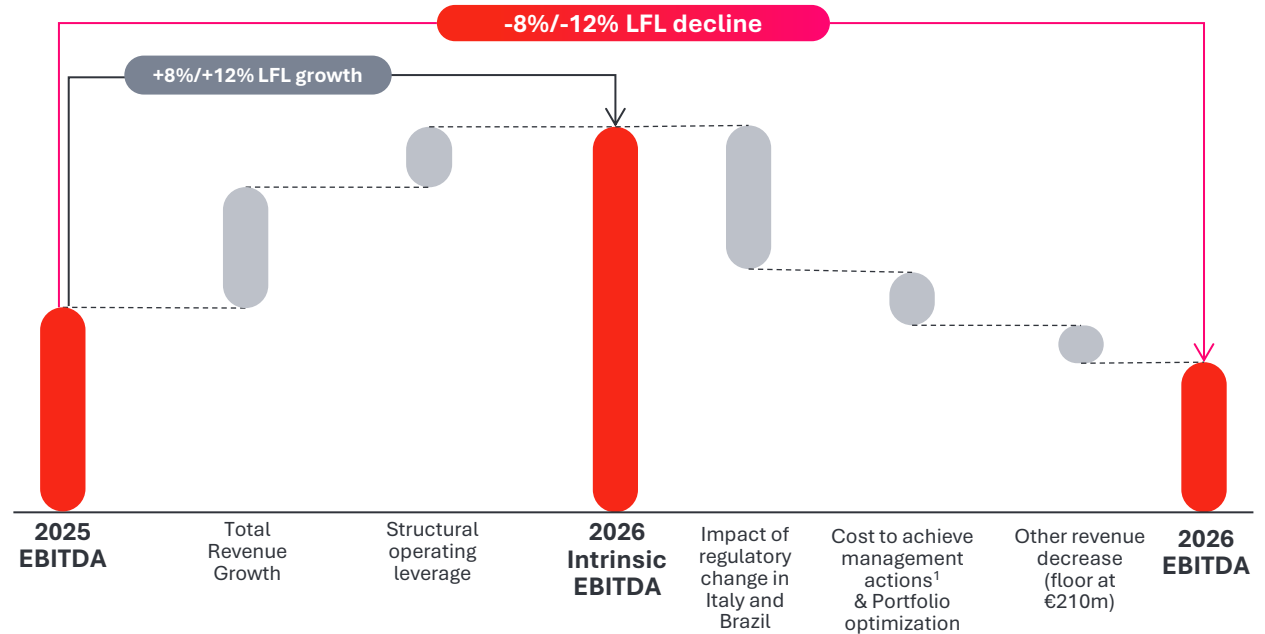 -8%/-12% LFL decline
+8%/+12% LFL growth
2025
EBITDA
Total
Revenue
Growth
Structural
operating
leverage
2026
Intrinsic
EBITDA
Impact of
regulatory
change in
Italy and
Brazil
Cost to achieve
management
actions¹
& Portfolio
optimization
Other revenue
decrease
(floor at
€210m)
2026
EBITDA